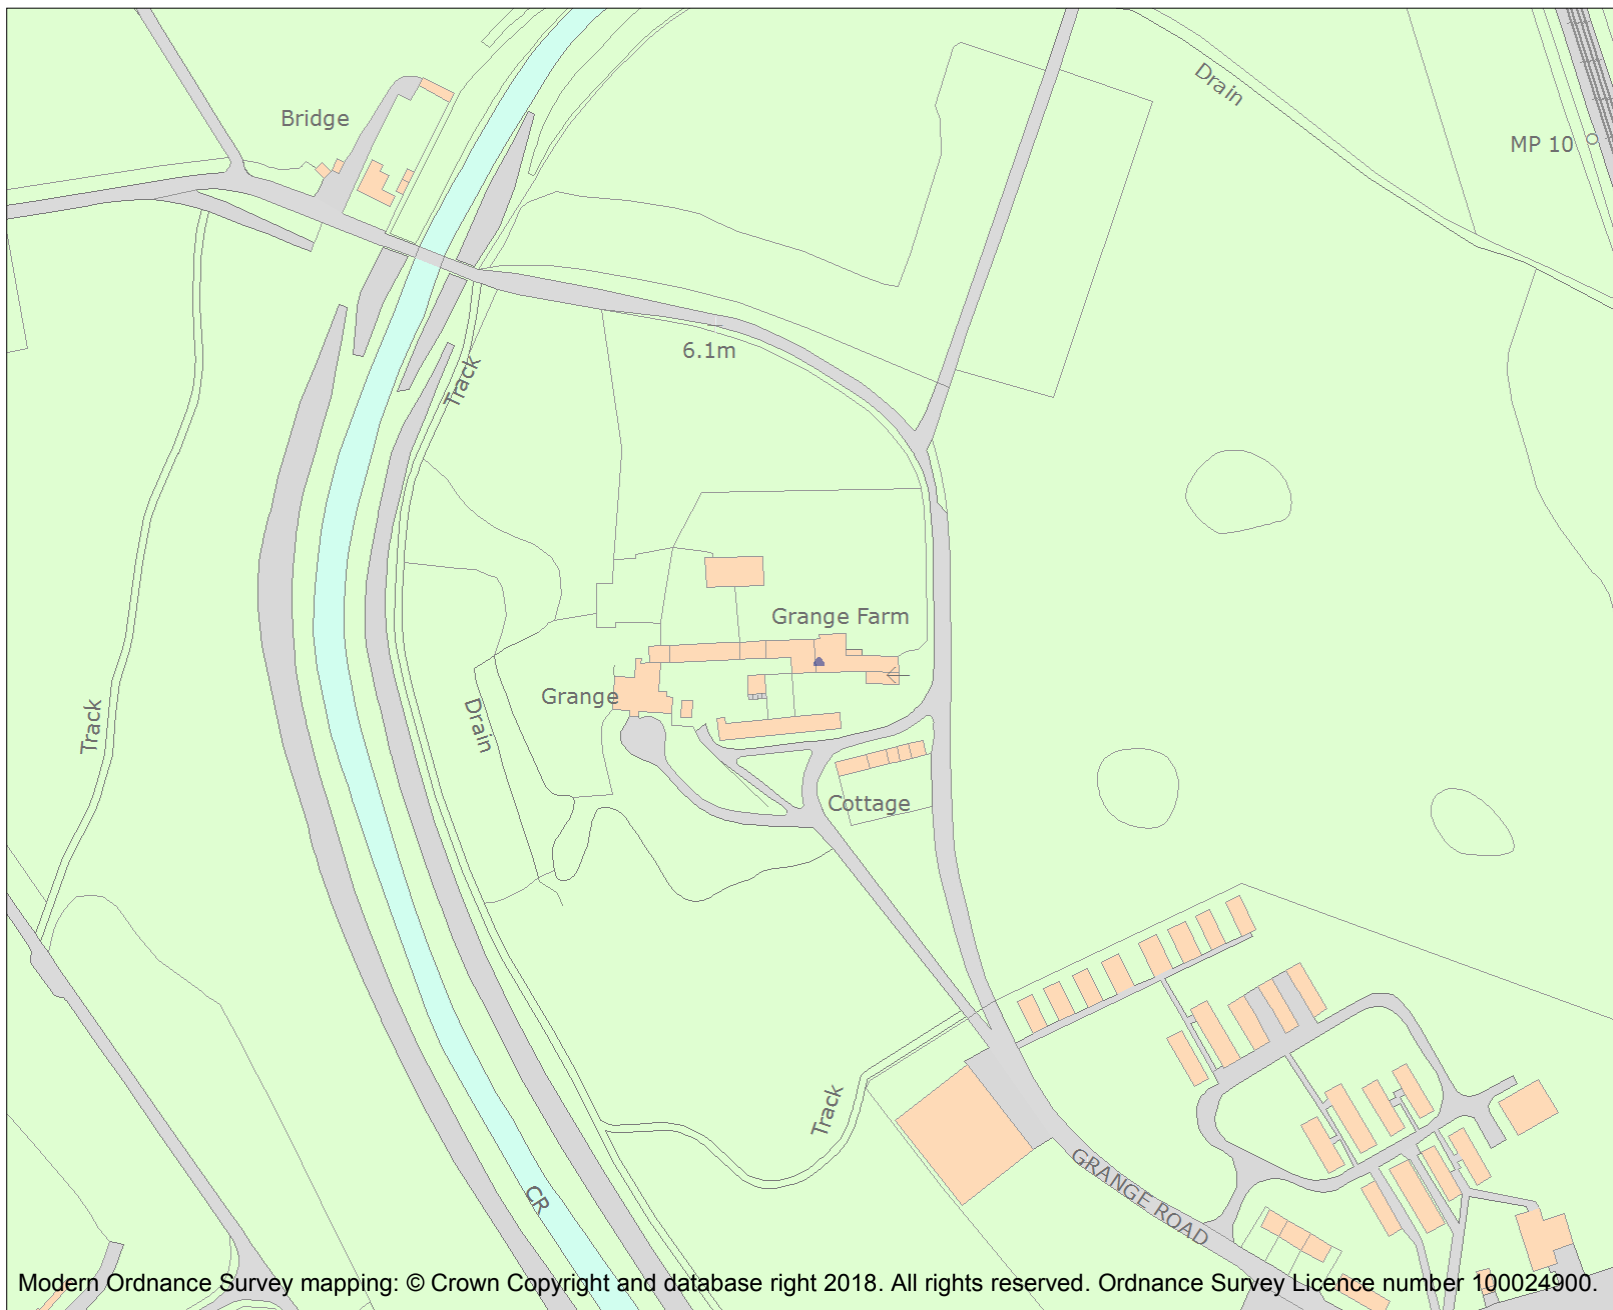 Drain
Bridge
MP 10
6.1m
Track
Grange Farm
Grange
Track
Drain
Cottage
Track
GRANGE ROAD
CR
Modern Ordnance Survey mapping: © Crown Copyright and database right 2018. All rights reserved. Ordnance Survey Licence number 100024900.